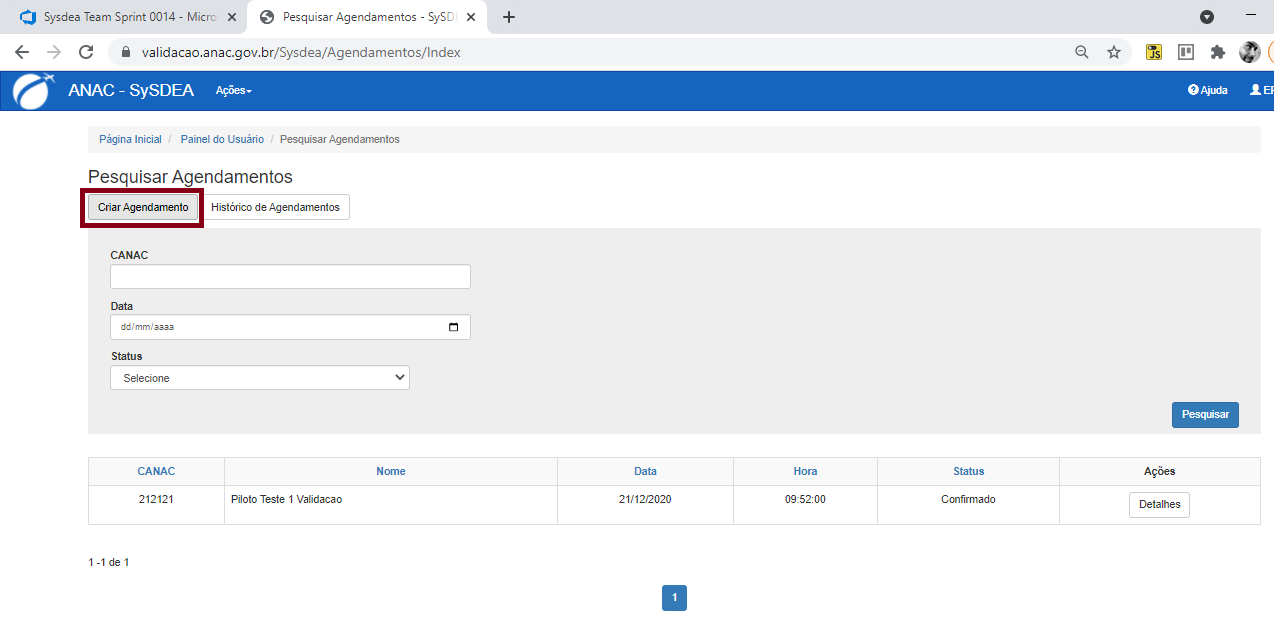 Sysdea Team Sprint 0014 - Micro
Pesquisar Agendamentos - SySD
validacao.anac.gov.br/Sysdea/Agendamentos/Index
JS
ANAC - SySDEA
Ações
Ajuda
Página Inicial / Painel do Usuário / Pesquisar Agendamentos
Pesquisar Agendamentos
Criar Agendamento
Histórico de Agendamentos
CANAC
Data
dd/mm/aaaa
Status
Selecione
Pesquisar
CANAC Nome Data Hora Status Ações
212121 Piloto Teste 1 Validacao 21/12/2020 09:52:00 Confirmado Detalhes
1 -1 de 1
1